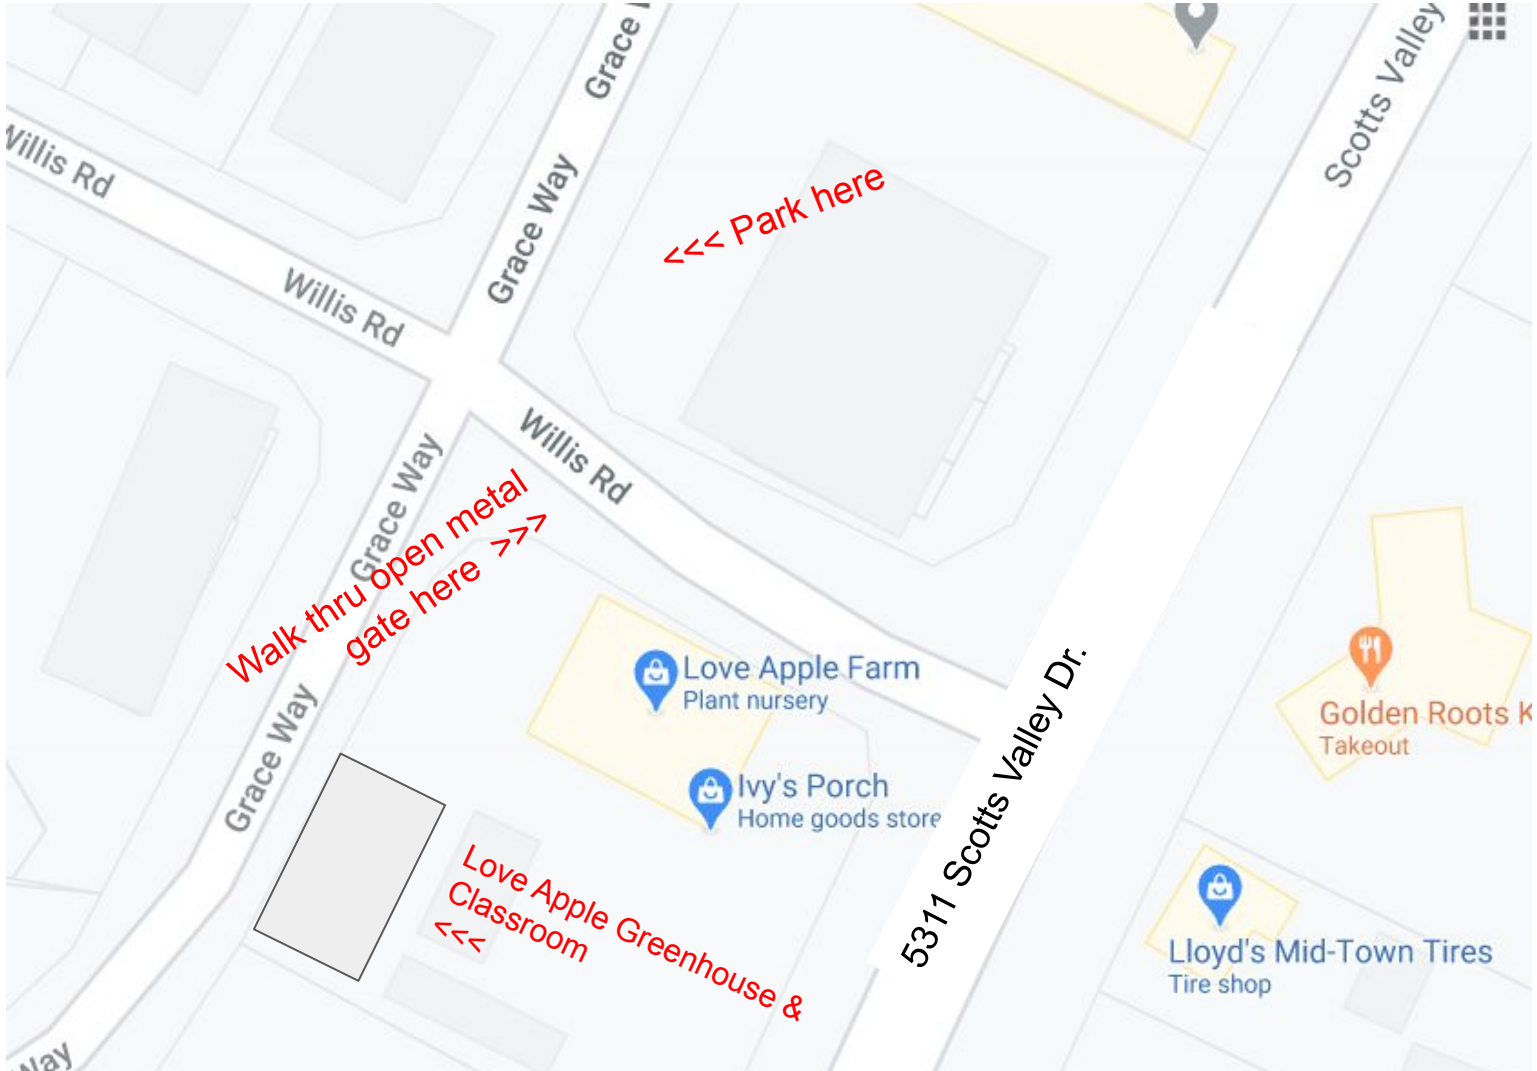 Grace
Scotts Valley
Willis Rd
Grace Way
<<< Park here
Willis Rd
Willis Rd
Grace Way
Walk thru open metal
gate here >>>
Love Apple Farm
Plant nursery
Golden Roots K
Takeout
Grace Way
Ivy's Porch
Home goods store
5311 Scotts Valley Dr.
Love Apple Greenhouse &
Classroom
<<<
Lloyd's Mid-Town Tires
Tire shop
Way